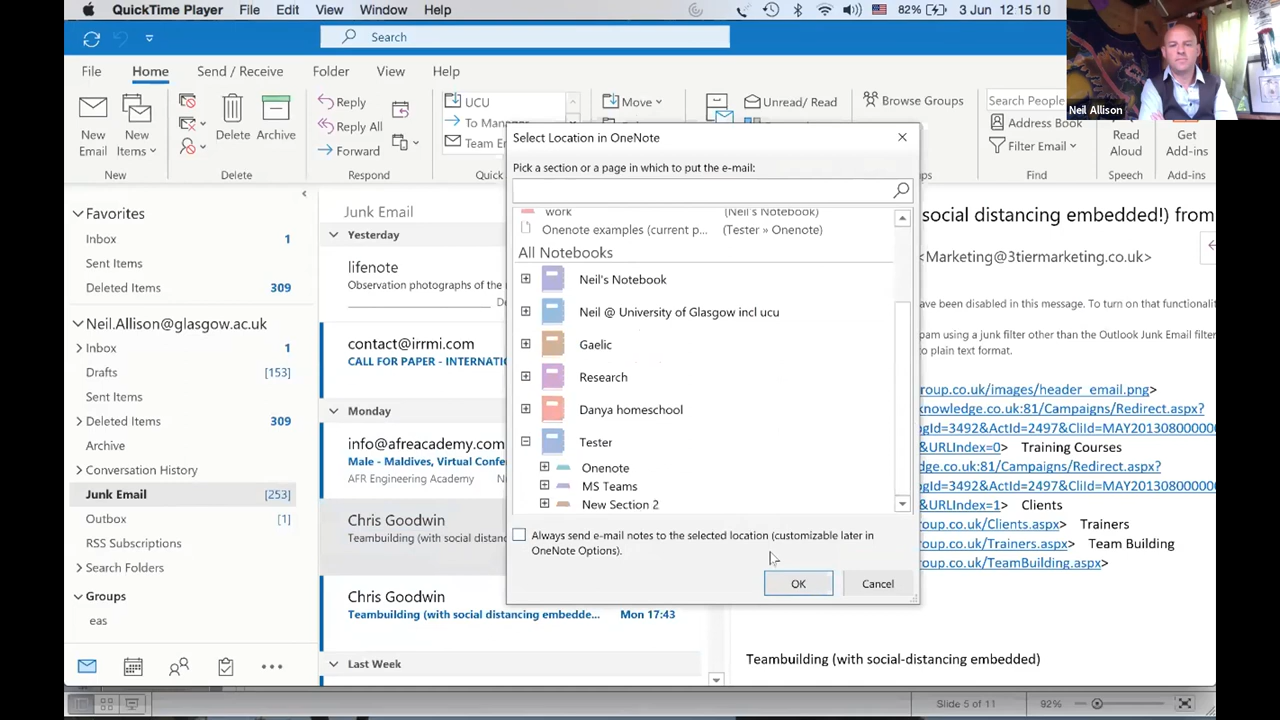 QuickTime Player File Edit View Window Help 82% 3 Jun 12.15 10
Neil Allison
Search
File Home Send / Receive Folder View Help
New Email
New Items
New
Delete
Archive
Delete
Reply
Reply All
Forward
Respond
UCU
To Manager
Team E
Quick
Move
Unread/ Read
Browse Groups
Search People
Address Book
Filter Email
Find
Read Aloud
Speech
Get Add-ins
Add-ins
Favorites
Inbox 1
Sent Items
Deleted Items 309
Neil.Allison@glasgow.ac.uk
Inbox 1
Drafts [153]
Sent Items
Deleted Items 309
Archive
Conversation History
Junk Email [253]
Outbox [1]
RSS Subscriptions
Search Folders
Groups
eas
Junk Email
Yesterday
lifenote
Observation photographs of the
contact@irrmi.com
CALL FOR PAPER - INTERNATI
Monday
info@afreacademy.com
Male - Maldives, Virtual Confe
AFR Engineering Academy
Chris Goodwin
Teambuilding (with social distanc
Chris Goodwin
Teambuilding (with social distancing embedde... Mon 17:43
Last Week
Select Location in OneNote
Pick a section or a page in which to put the e-mail:
work (Neil's Notebook)
Onenote examples (current p... (Tester » Onenote)
All Notebooks
Neil's Notebook
Neil @ University of Glasgow incl ucu
Gaelic
Research
Danya homeschool
Tester
Onenote
MS Teams
New Section 2
Always send e-mail notes to the selected location (customizable later in
OneNote Options).
OK Cancel
social distancing embedded!) from
<Marketing@3tiermarketing.co.uk>
ave been disabled in this message. To turn on that functionalit
pam using a junk filter other than the Outlook Junk Email filter
to plain text format.
group.co.uk/images/header_email.png>
knowledge.co.uk:81/Campaigns/Redirect.aspx?
gId=3492&ActId=2497&CliId=MAY2013080000
&URLIndex=0> Training Courses
edge.co.uk:81/Campaigns/Redirect.aspx?
gId=3492&ActId=2497&CliId=MAY2013080000
&URLIndex=1> Clients
group.co.uk/Clients.aspx> Trainers
group.co.uk/Trainers.aspx> Team Building
group.co.uk/TeamBuilding.aspx>
Teambuilding (with social-distancing embedded)
Slide 5 of 11 92%